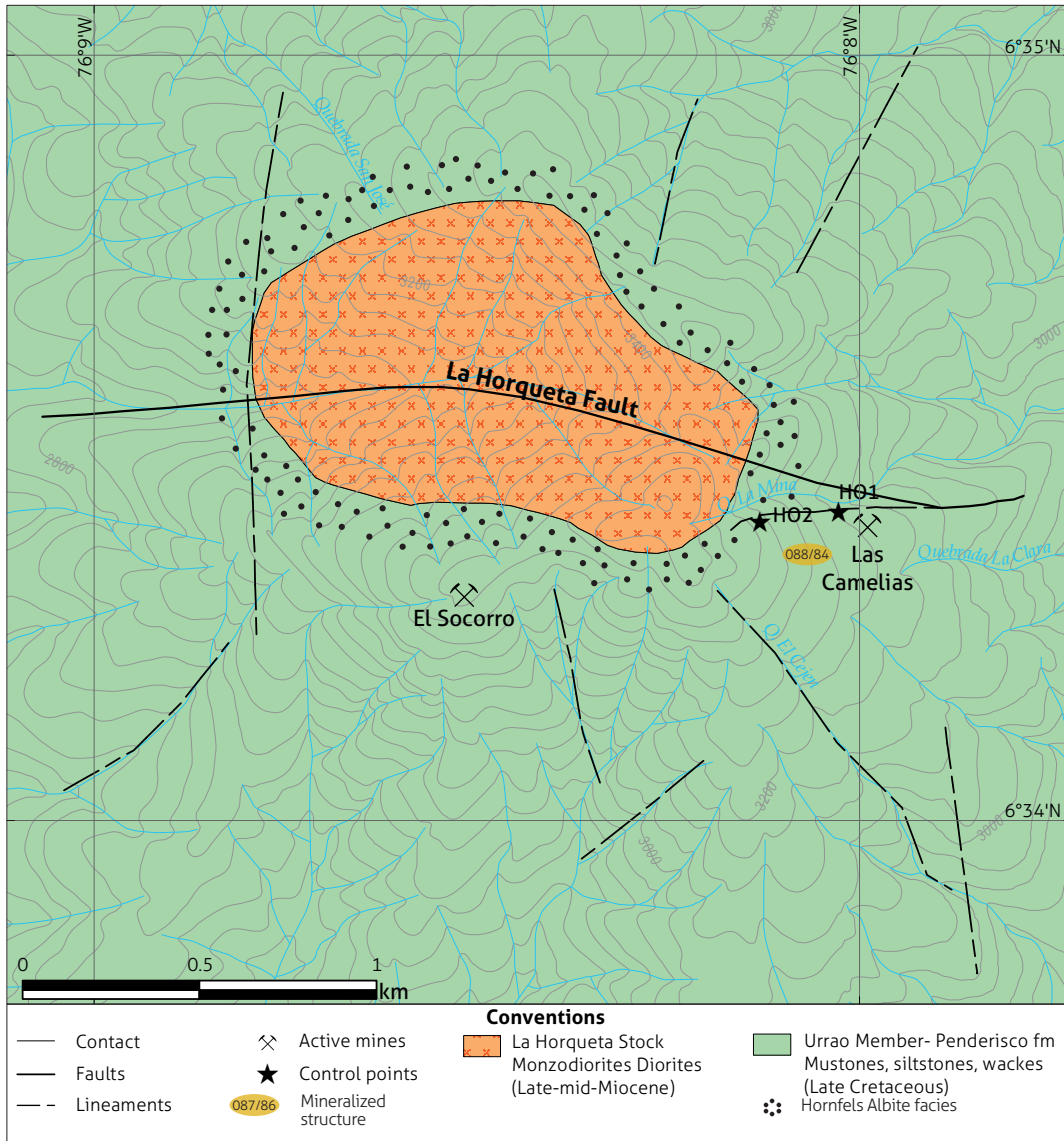 3000
76°9'W
76°8'W
6°35'N
Quebrada San José
3200
3400
3000
La Horqueta Fault
2800
Q La Mina
HO1
HO2
088/84
Las
Camelias
Quebrada La Clara
El Socorro
Q El Cejen
3200
3000
3000
6°34'N
0 0.5 1
km
Conventions
Contact
Faults
Lineaments
Active mines
Control points
087/86 Mineralized
structure
La Horqueta Stock
Monzodiorites Diorites
(Late-mid-Miocene)
Urrao Member- Penderisco fm
Mustones, siltstones, wackes
(Late Cretaceous)
Hornfels Albite facies